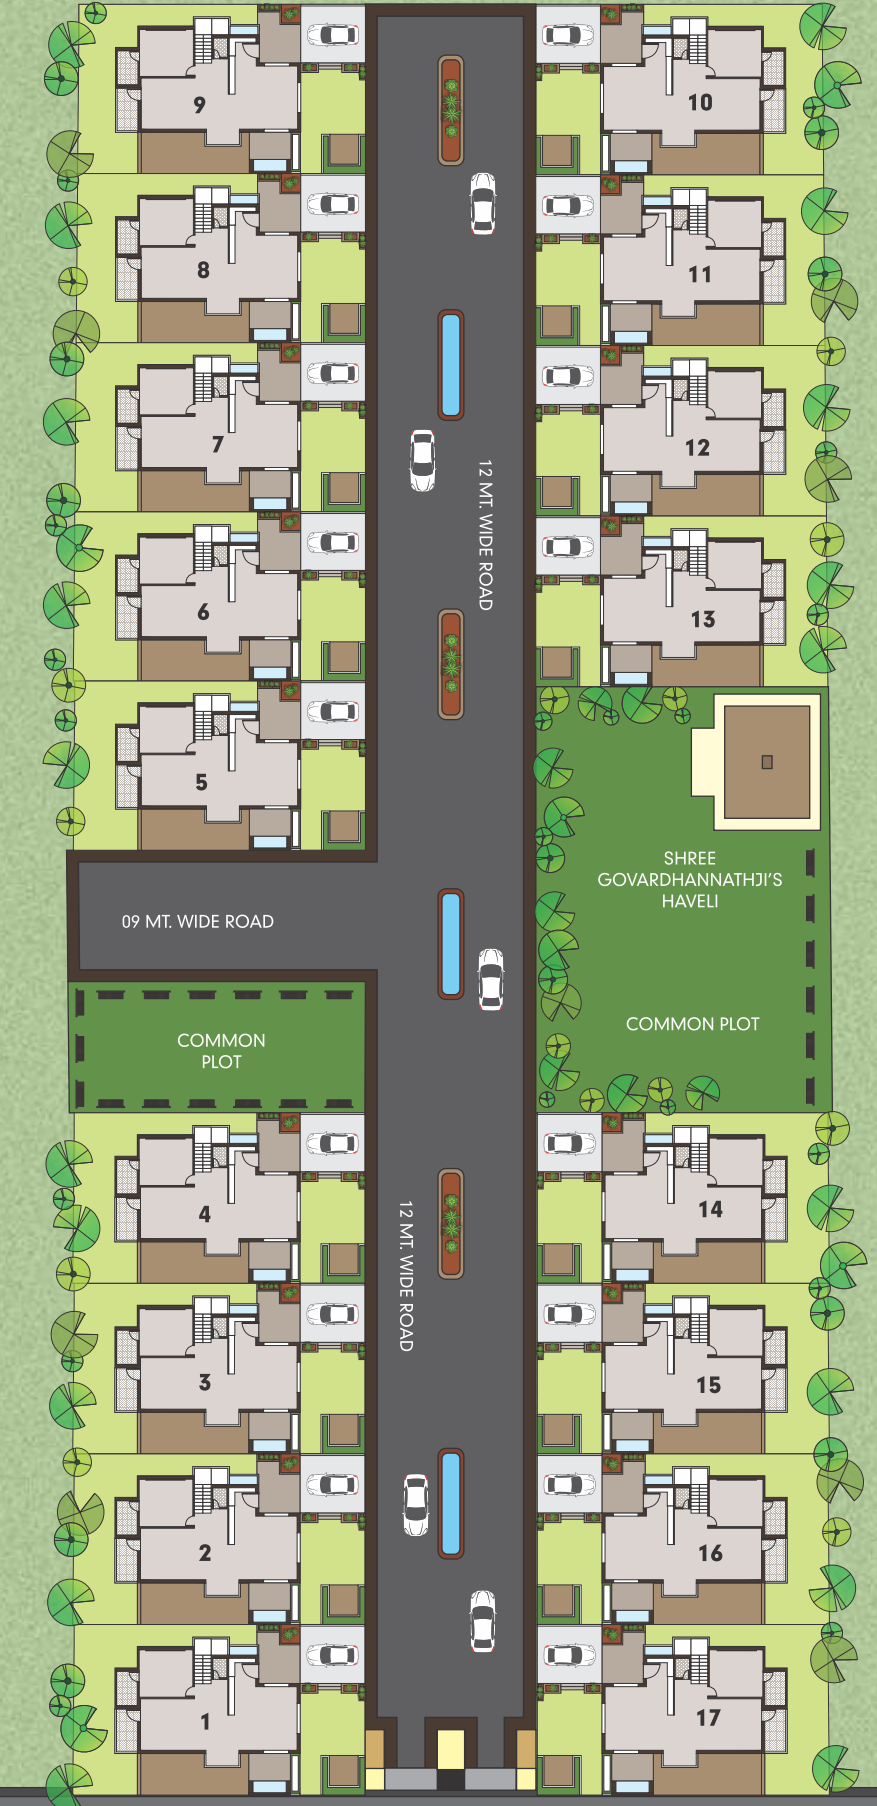 9
10
8
11
7
12
12 MT. WIDE ROAD
6
13
5
SHREE
GOVARDHANNATHJI'S
HAVELI
09 MT. WIDE ROAD
COMMON PLOT
COMMON
PLOT
4
14
12 MT. WIDE ROAD
3
15
2
16
1
17